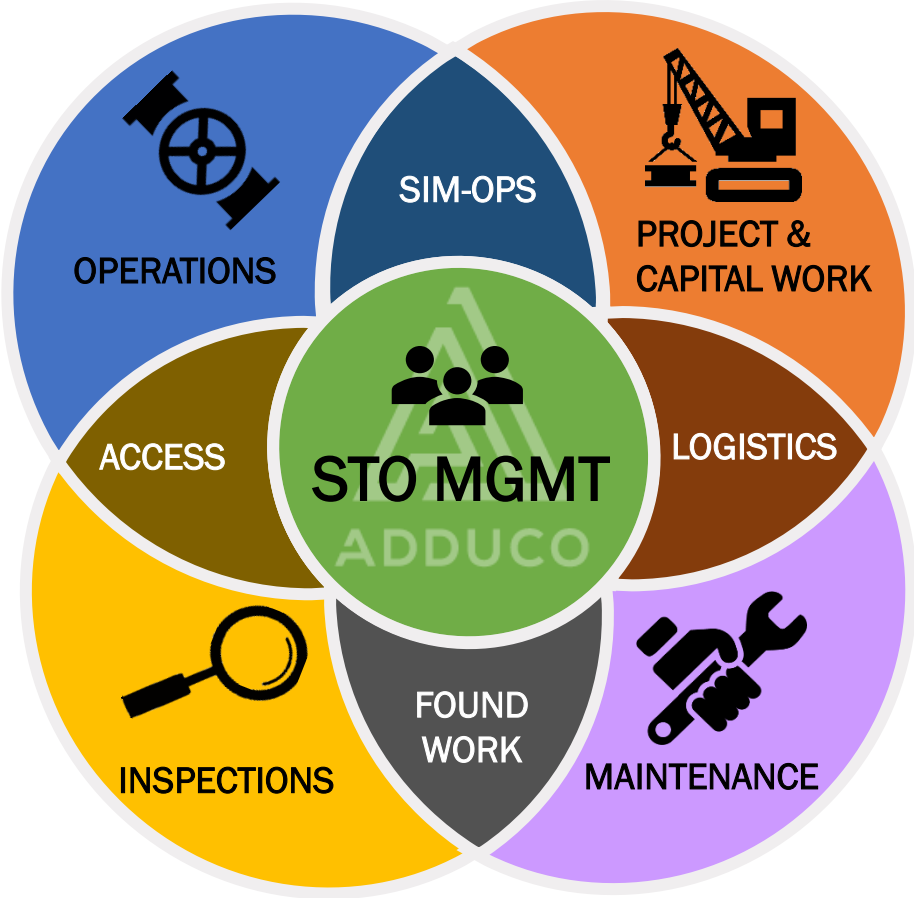 SIM-OPS
OPERATIONS
PROJECT &
CAPITAL WORK
ACCESS
STO MGMT
LOGISTICS
ADDUCO
FOUND
WORK
INSPECTIONS
MAINTENANCE